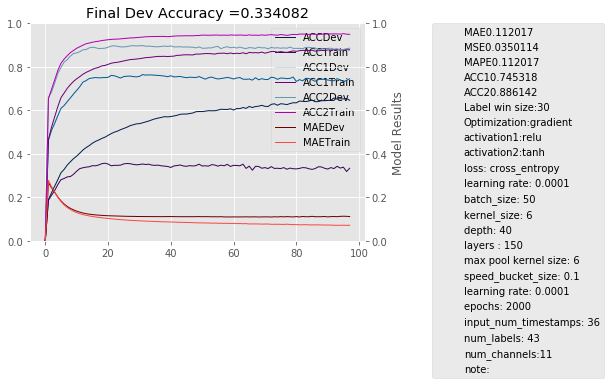 Final Dev Accuracy =0.334082
1.0
0.8
0.6
0.4
0.2
0.0
0
20
40
60
80
100
1.0
0.8
0.6
0.4
0.2
0.0
Model Results
ACCDev
ACCTrain
ACC1Dev
ACC1Train
ACC2Dev
ACC2Train
MAEDev
MAETrain
MAE0.112017
MSE0.0350114
MAPE0.112017
ACC10.745318
ACC20.886142
Label win size:30
Optimization:gradient
activation1:relu
activation2:tanh
loss: cross_entropy
learning rate: 0.0001
batch_size: 50
kernel_size: 6
depth: 40
layers : 150
max pool kernel size: 6
speed_bucket_size: 0.1
learning rate: 0.0001
epochs: 2000
input_num_timestamps: 36
num_labels: 43
num_channels:11
note: